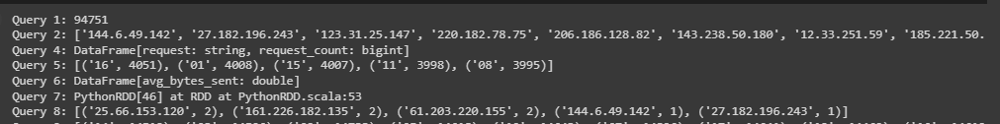 Query 1: 94751
Query 2: ['144.6.49.142', '27.182.196.243', '123.31.25.147', '220.182.78.75', '206.186.128.82', '143.238.50.180', '12.33.251.59', '185.221.50.
Query 4: DataFrame[request: string, request_count: bigint]
Query 5: [('16', 4051), ('01', 4008), ('15', 4007), ('11', 3998), ('08', 3995)]
Query 6: DataFrame[avg_bytes_sent: double]
Query 7: PythonRDD[46] at RDD at PythonRDD.scala:53
Query 8: [('25.66.153.120', 2), ('161.226.182.135', 2), ('61.203.220.155', 2), ('144.6.49.142', 1), ('27.182.196.243', 1)]